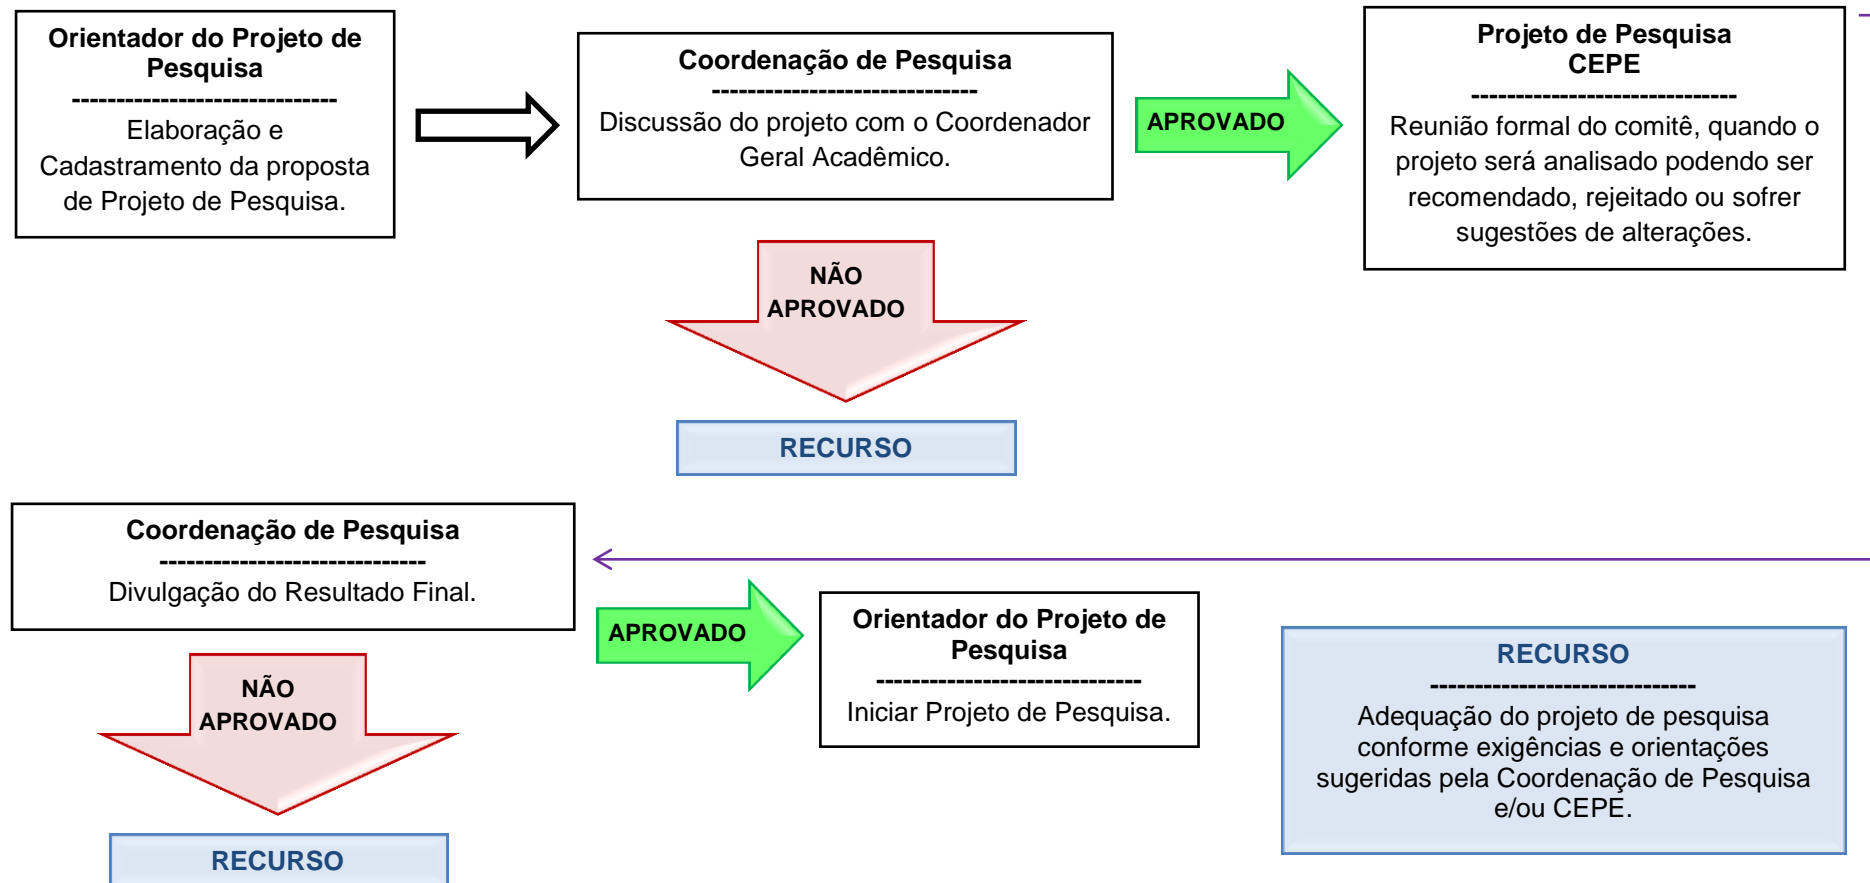 Orientador do Projeto de
Pesquisa
------------------------------
Elaboração e
Cadastramento da proposta
de Projeto de Pesquisa.
Coordenação de Pesquisa
------------------------------
Discussão do projeto com o Coordenador
Geral Acadêmico.
APROVADO
Projeto de Pesquisa
CEPE
------------------------------
Reunião formal do comitê, quando o
projeto será analisado podendo ser
recomendado, rejeitado ou sofrer
sugestões de alterações.
NÃO
APROVADO
RECURSO
Coordenação de Pesquisa
------------------------------
Divulgação do Resultado Final.
APROVADO
Orientador do Projeto de
Pesquisa
------------------------------
Iniciar Projeto de Pesquisa.
NÃO
APROVADO
RECURSO
RECURSO
------------------------------
Adequação do projeto de pesquisa
conforme exigências e orientações
sugeridas pela Coordenação de Pesquisa
e/ou CEPE.